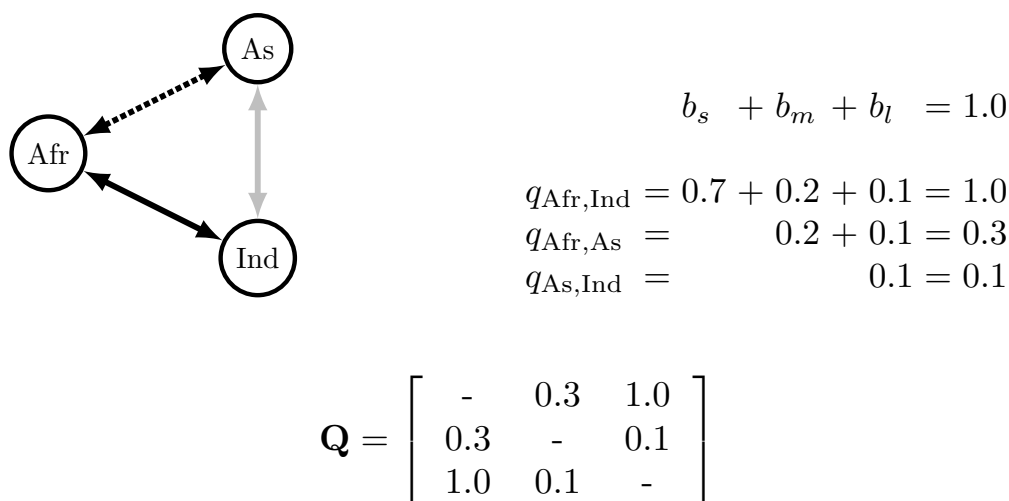 As
Afr
Ind
b_s + b_m + b_l = 1.0
q_Afr,Ind = 0.7 + 0.2 + 0.1 = 1.0
q_Afr,As = 0.2 + 0.1 = 0.3
q_As,Ind = 0.1 = 0.1
- 0.3 1.0
Q = 0.3 - 0.1
1.0 0.1 -